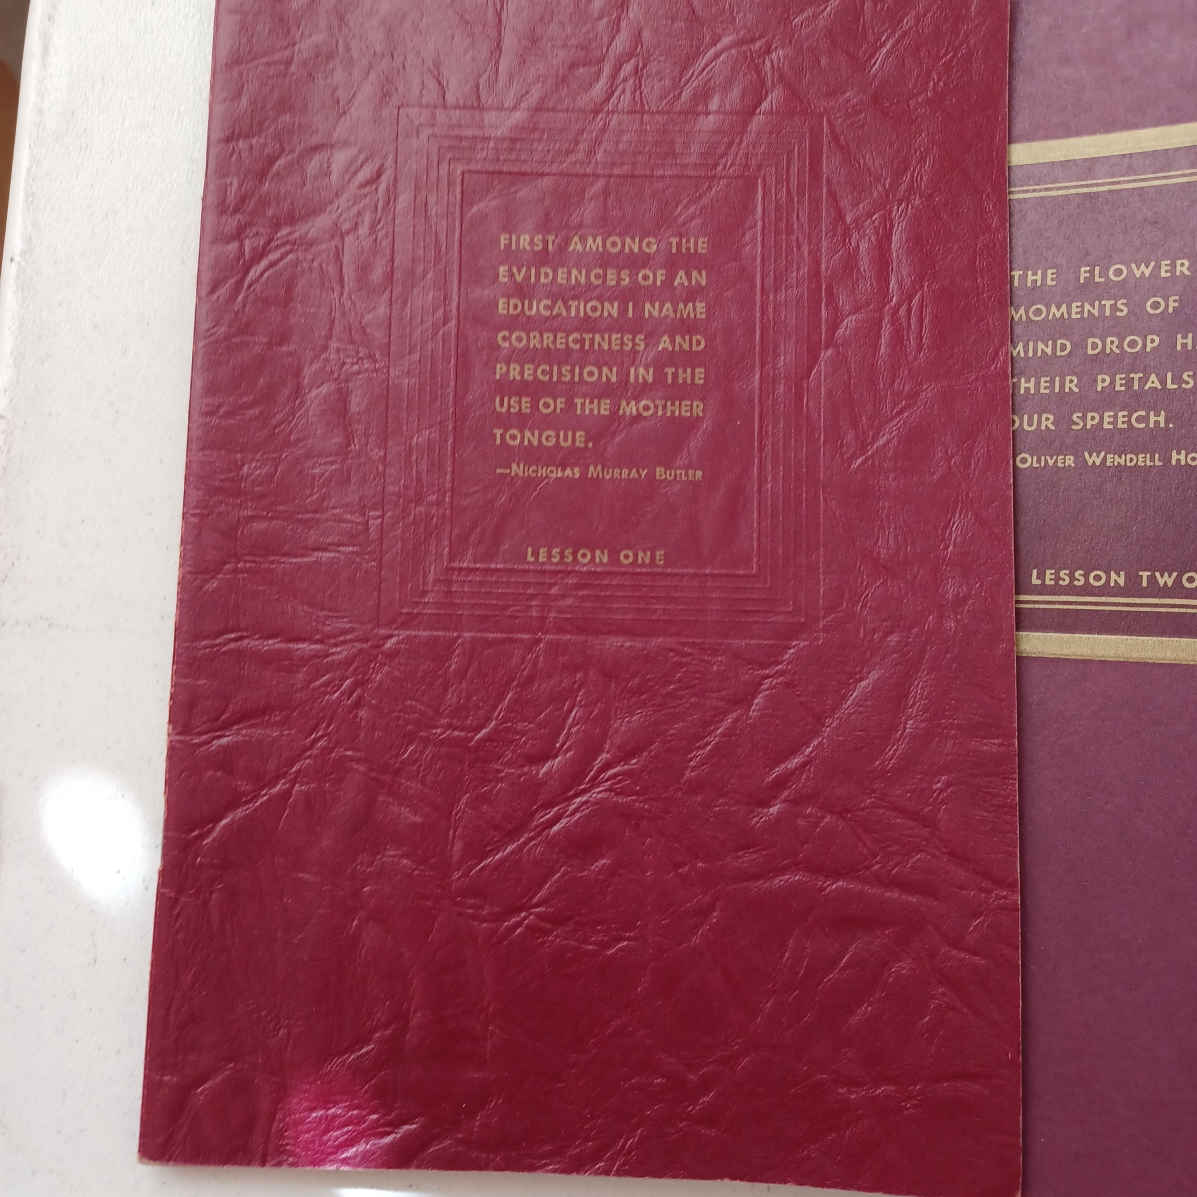 FIRST AMONG THE
EVIDENCES OF AN
EDUCATION I NAME
CORRECTNESS AND
PRECISION IN THE
USE OF THE MOTHER
TONGUE.
—NICHOLAS MURRAY BUTLER
LESSON ONE
THE FLOWER
MOMENTS OF
MIND DROP
THEIR PETALS
OUR SPEECH.
OLIVER WENDELL
LESSON TWO